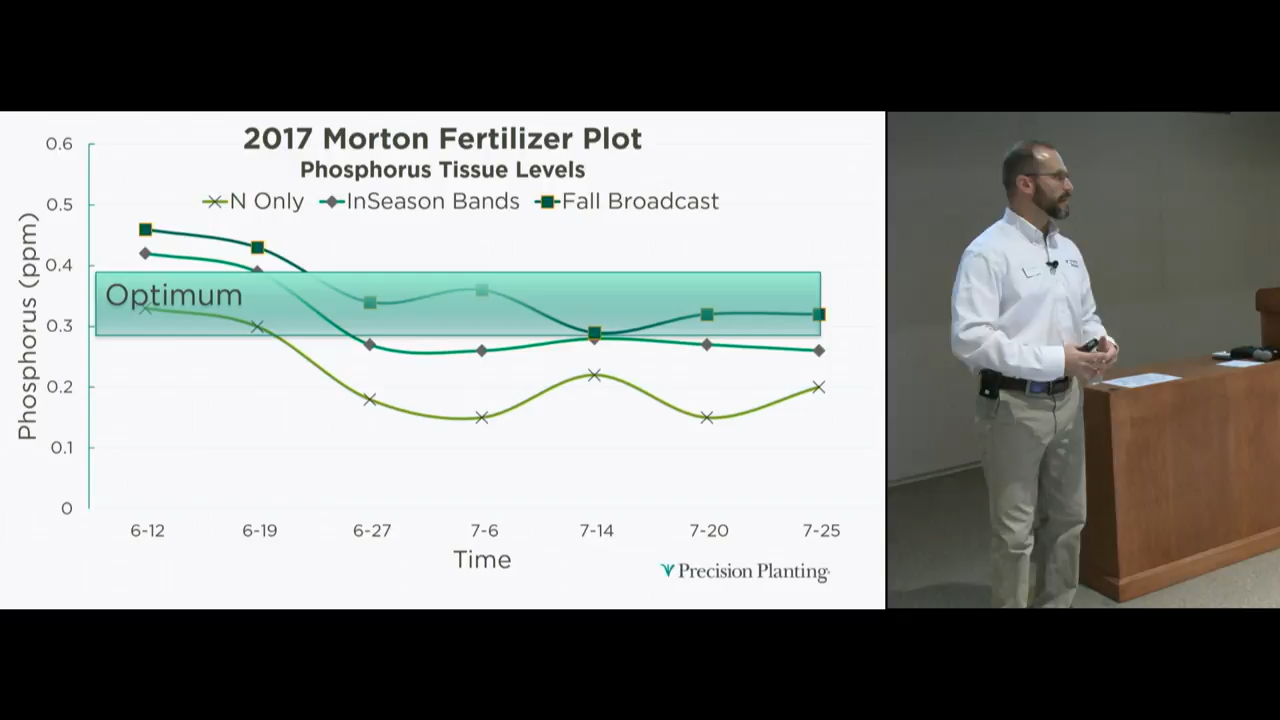 2017 Morton Fertilizer Plot
Phosphorus Tissue Levels
N Only InSeason Bands Fall Broadcast
Phosphorus (ppm)
0.6
0.5
0.4
0.3
0.2
0.1
0
Optimum
6-12 6-19 6-27 7-6 7-14 7-20 7-25
Time
Precision Planting